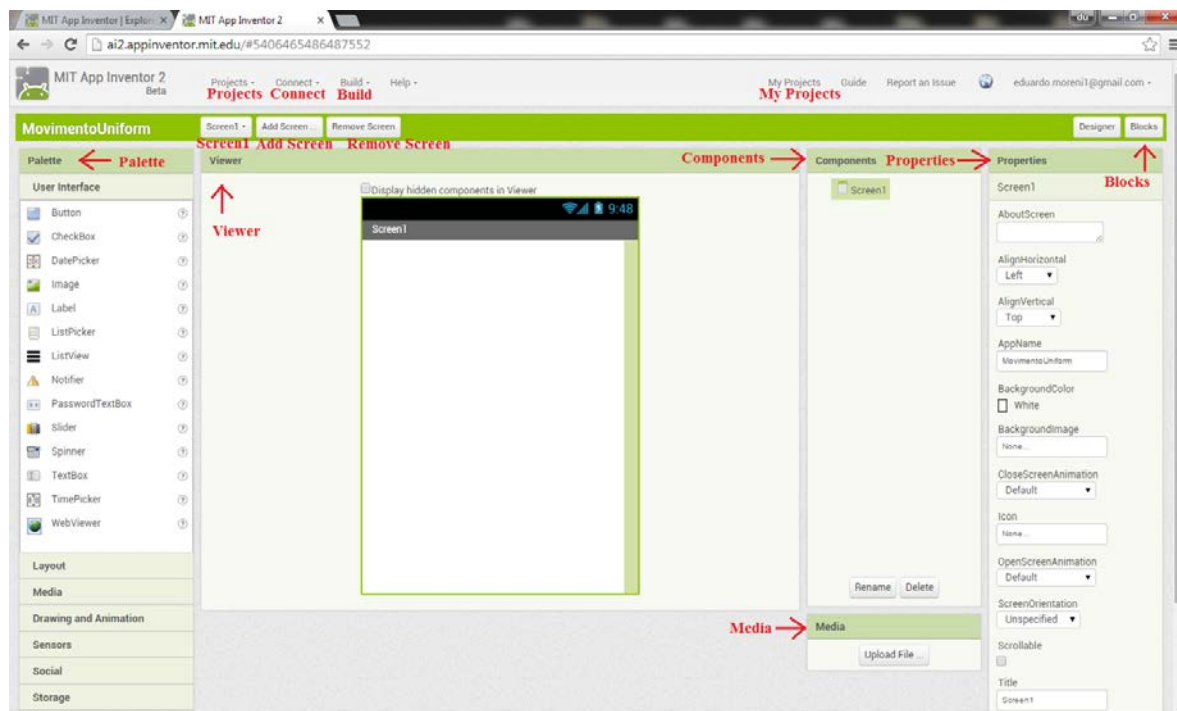 MIT App Inventor | Explor
MIT App Inventor 2
du
ai2.appinventor.mit.edu/#5406465486487552
MIT App Inventor 2
Beta
Projects Connect Build Help My Projects Guide Report an Issue eduardo.moreni1@gmail.com
Projects Connect Build My Projects
MovimentoUniform Screen1 Add Screen ... Remove Screen Designer Blocks
Screen1 Add Screen Remove Screen
Palette Palette Viewer Components Components Properties Properties
Blocks
User Interface
Display hidden components in Viewer
Screen1
Screen1
Viewer
9:48
Screen1
Button
CheckBox
DatePicker
Image
Label
ListPicker
ListView
Notifier
PasswordTextBox
Slider
Spinner
TextBox
TimePicker
WebViewer
Layout
Media
Drawing and Animation
Sensors
Social
Storage
Rename Delete
Media Media
Upload File ...
AboutScreen
AlignHorizontal
Left
AlignVertical
Top
AppName
MovimentoUniform
BackgroundColor
White
BackgroundImage
None...
CloseScreenAnimation
Default
Icon
None...
OpenScreenAnimation
Default
ScreenOrientation
Unspecified
Scrollable
Title
Screen1